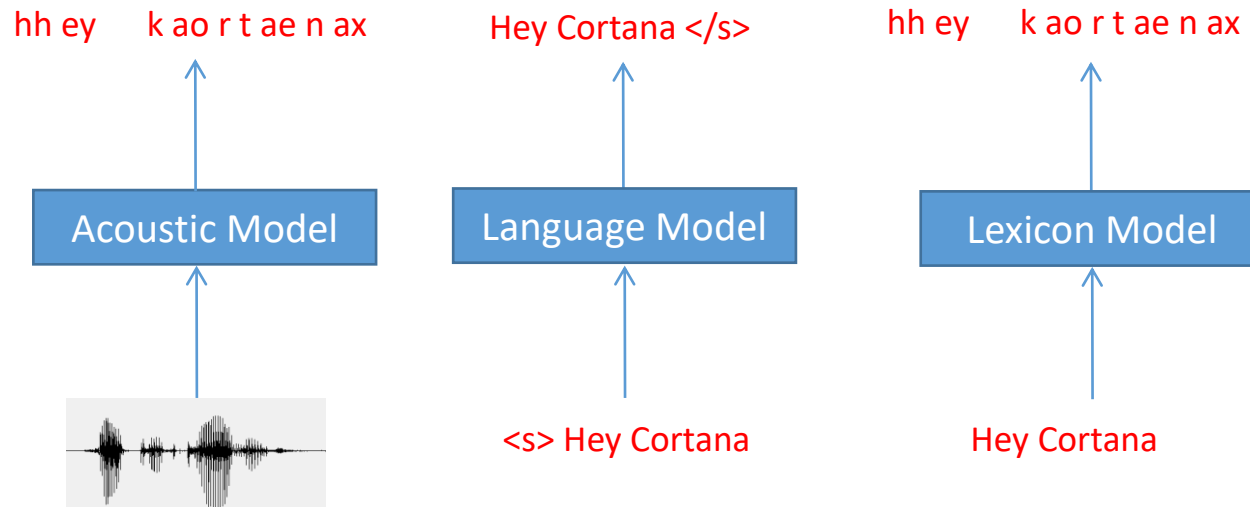 hh ey k ao r t ae n ax
Hey Cortana </s>
hh ey k ao r t ae n ax
Acoustic Model
Language Model
Lexicon Model
<s> Hey Cortana
Hey Cortana